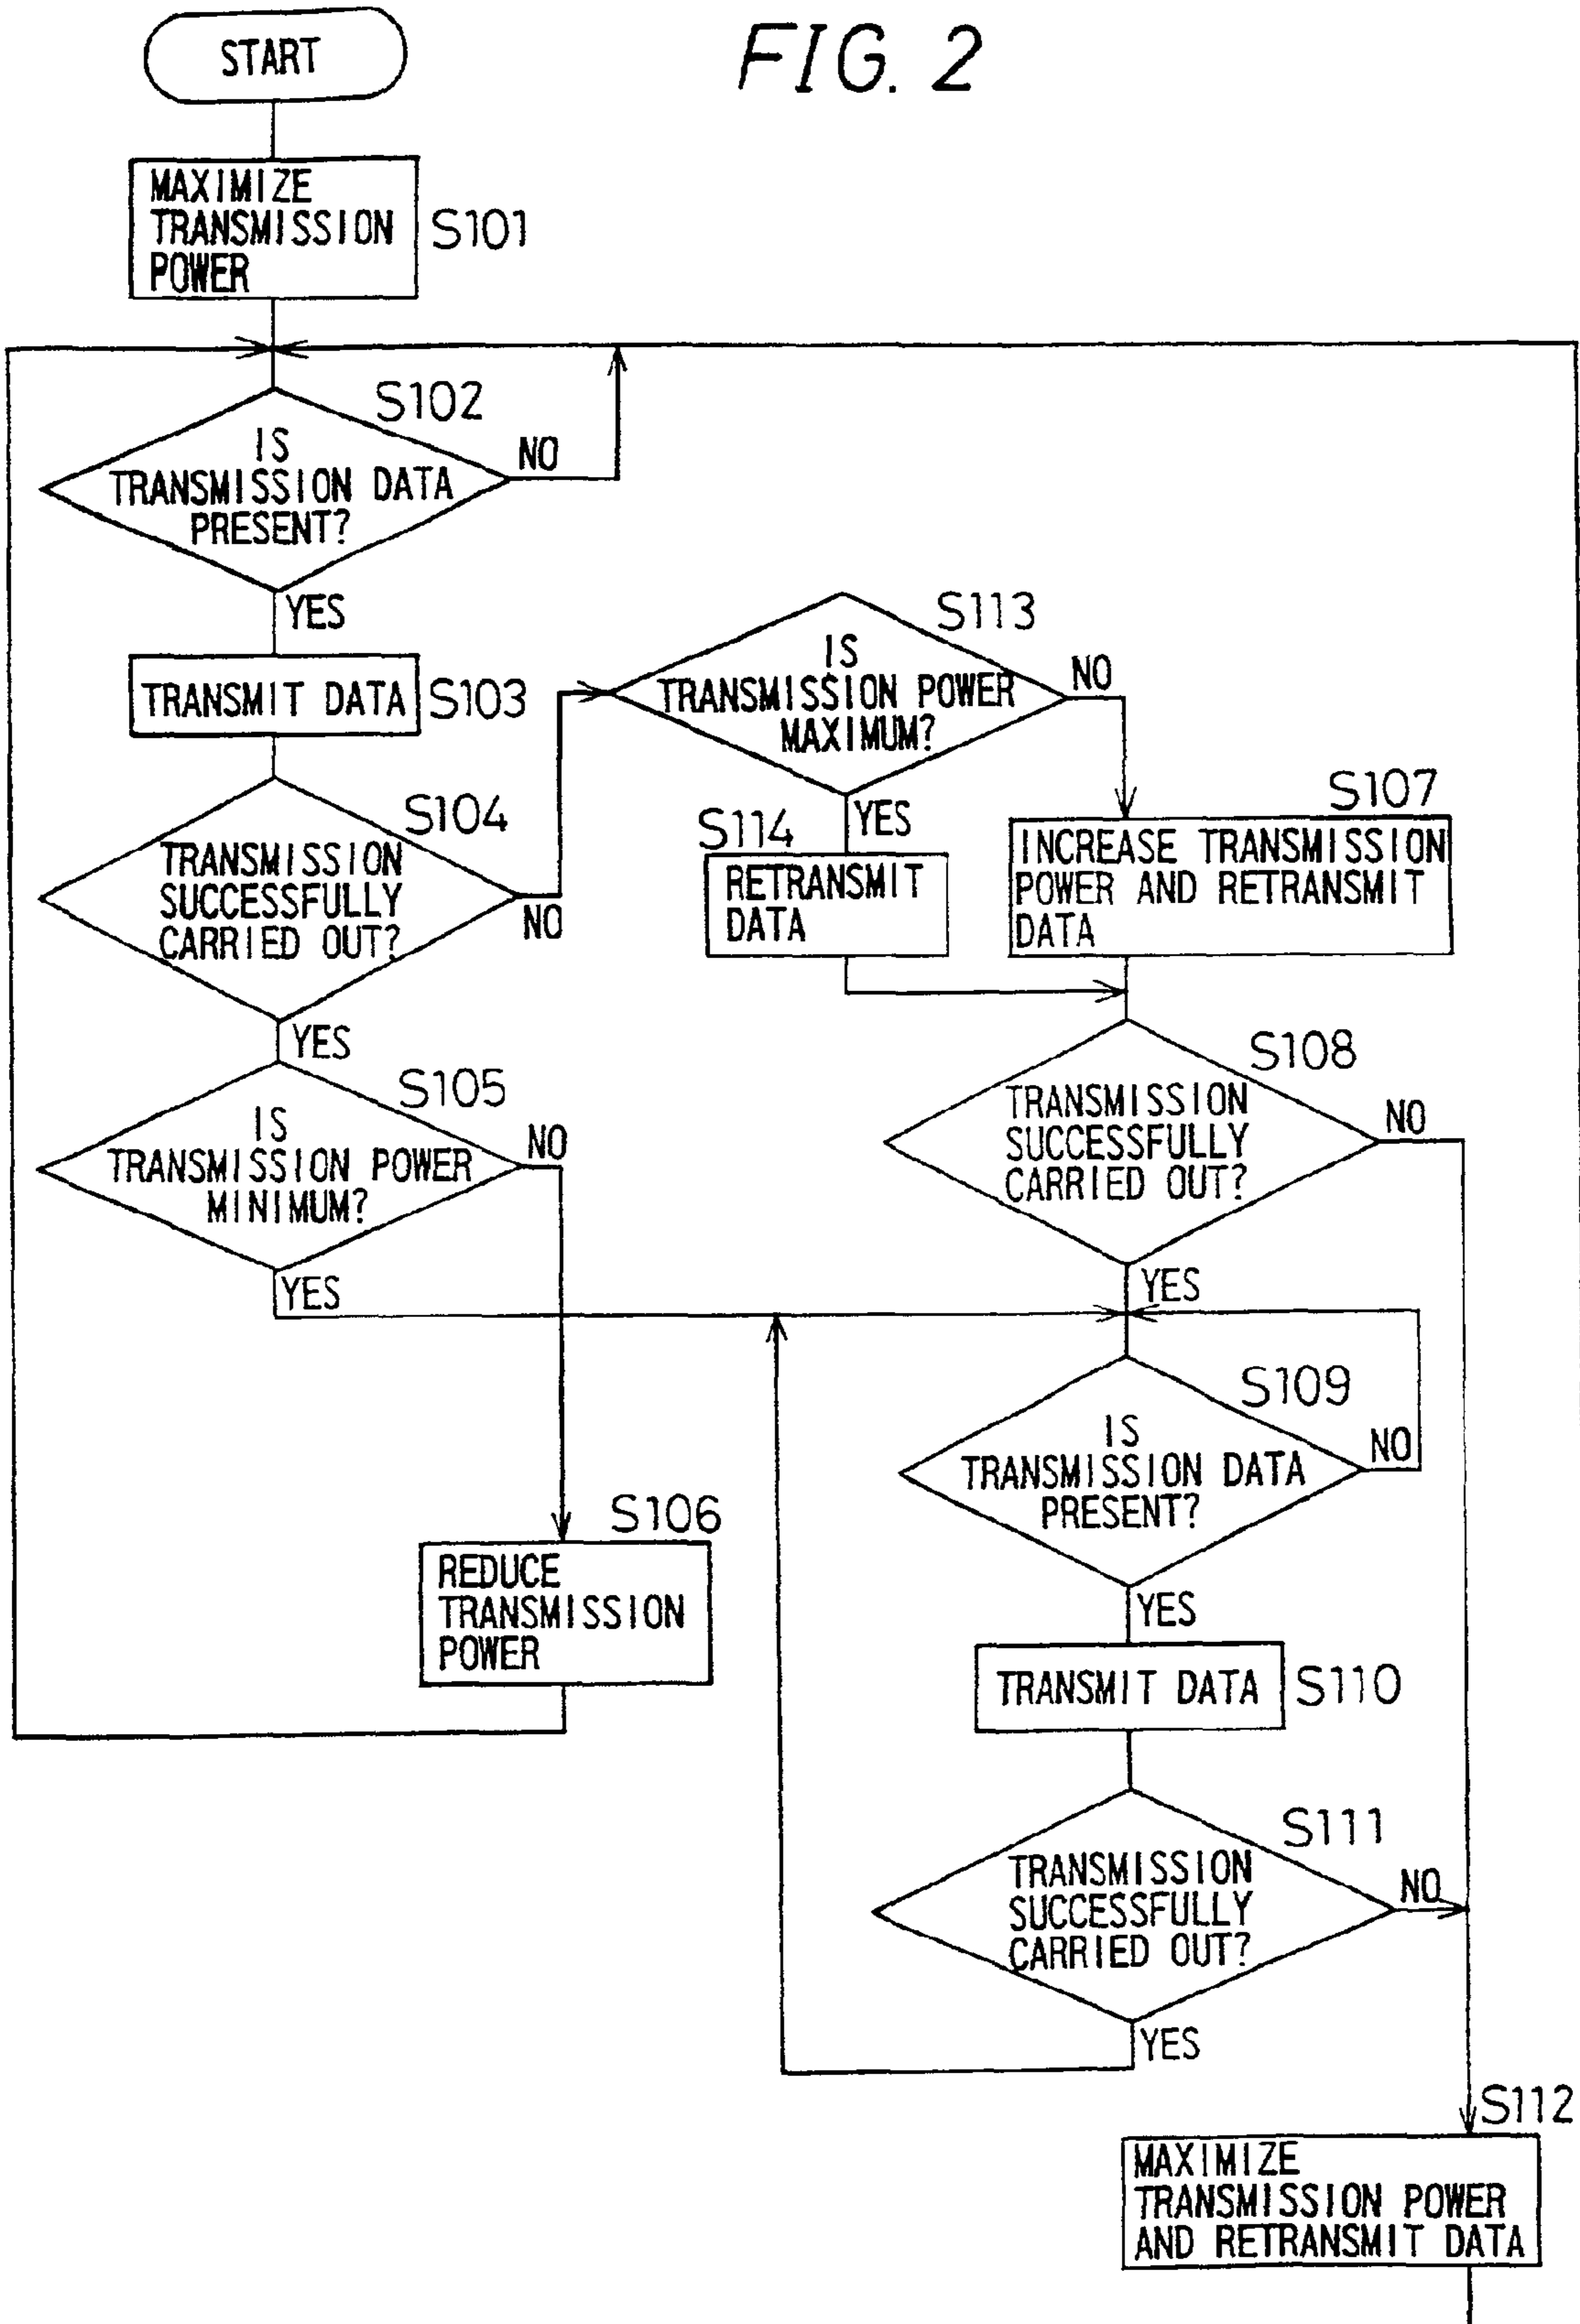 FIG. 2
START
MAXIMIZE
TRANSMISSION
POWER
S101
S102
IS
TRANSMISSION DATA
PRESENT?
NO
YES
TRANSMIT DATA
S103
S104
TRANSMISSION
SUCCESSFULLY
CARRIED OUT?
NO
YES
S105
IS
TRANSMISSION POWER
MINIMUM?
NO
YES
S106
REDUCE
TRANSMISSION
POWER
S113
IS
TRANSMISSION POWER
MAXIMUM?
NO
YES
S114
RETRANSMIT
DATA
S107
INCREASE TRANSMISSION
POWER AND RETRANSMIT
DATA
S108
TRANSMISSION
SUCCESSFULLY
CARRIED OUT?
NO
YES
S109
IS
TRANSMISSION DATA
PRESENT?
NO
YES
TRANSMIT DATA
S110
S111
TRANSMISSION
SUCCESSFULLY
CARRIED OUT?
NO
YES
S112
MAXIMIZE
TRANSMISSION POWER
AND RETRANSMIT DATA